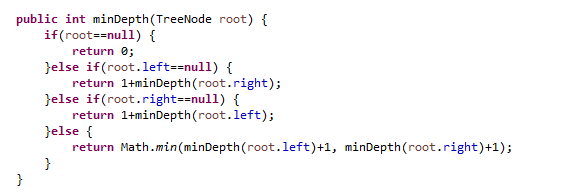 public int minDepth(TreeNode root) {
    if(root==null) {
        return 0;
    }else if(root.left==null) {
        return 1+minDepth(root.right);
    }else if(root.right==null) {
        return 1+minDepth(root.left);
    }else {
        return Math.min(minDepth(root.left)+1, minDepth(root.right)+1);
    }
}